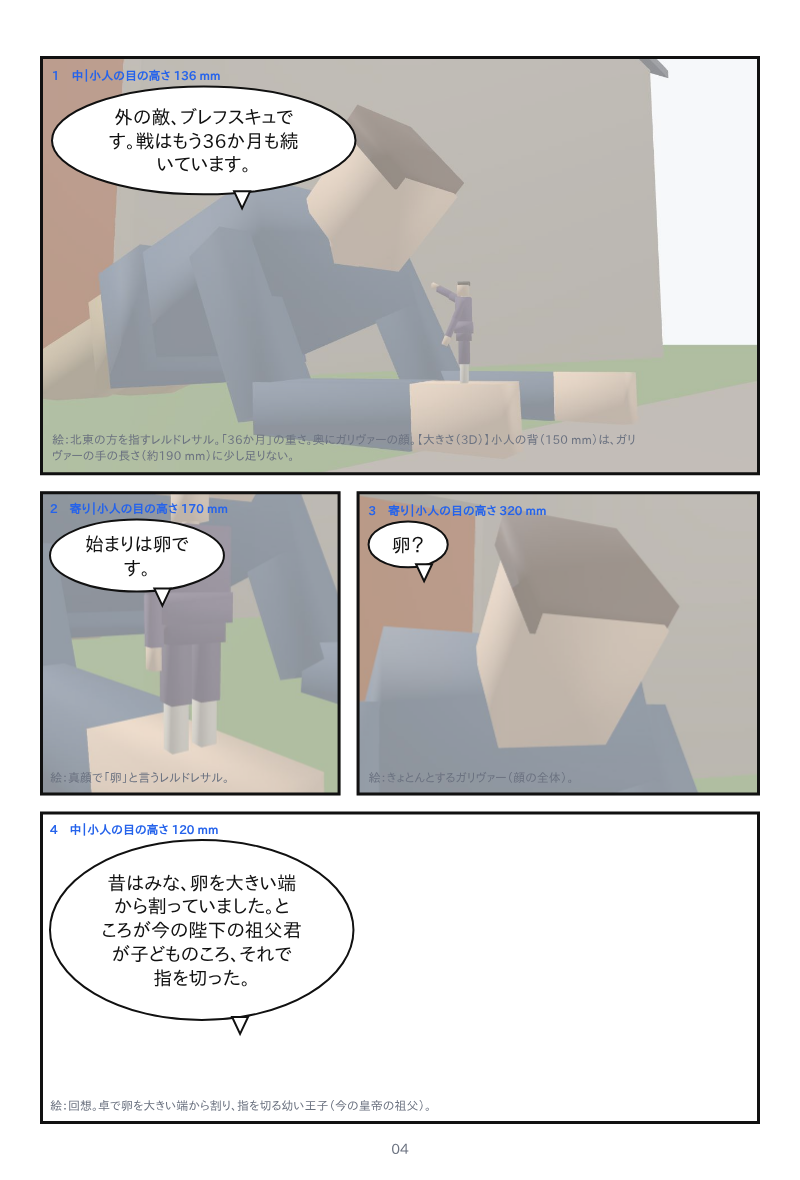 1 中|小人の目の高さ136 mm
外の敵、ブレフスキュで
す。戦はもう36か月も続
いています。
絵:北東の方を指すレルドレサル。「36か月」の重さ。奥にガリヴァーの顔。【大きさ(3D)】小人の背(150 mm)は、ガリ
ヴァーの手の長さ(約190 mm)に少し足りない。
2 寄り|小人の目の高さ170 mm
始まりは卵で
す。
絵:真顔で「卵」と言うレルドレサル。
3 寄り|小人の目の高さ320 mm
卵?
絵:きょとんとするガリヴァー(顔の全体)。
4 中|小人の目の高さ120 mm
昔はみな、卵を大きい端
から割っていました。と
ころが今の陛下の祖父君
が子どものころ、それで
指を切った。
絵:回想。卓で卵を大きい端から割り、指を切る幼い王子(今の皇帝の祖父)。
04